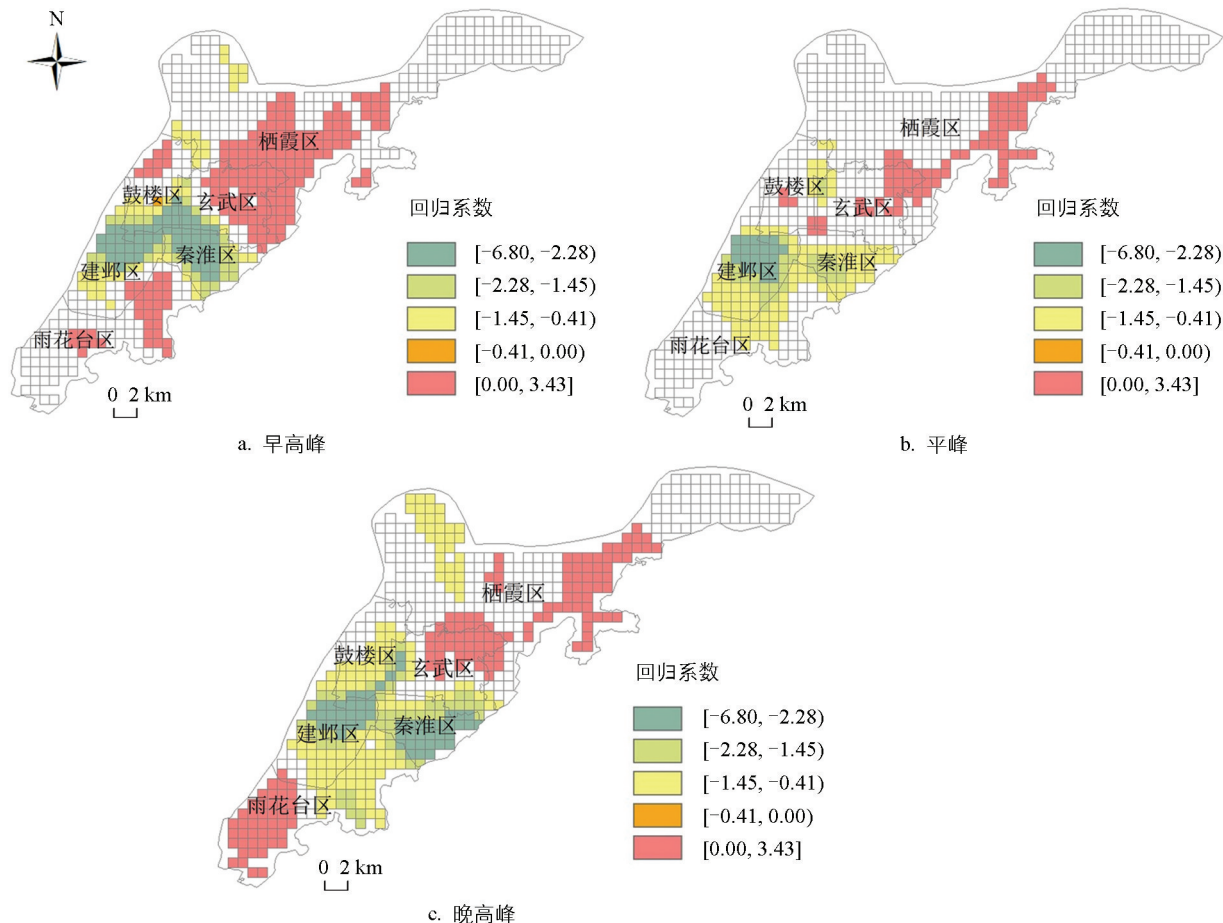 N
栖霞区
鼓楼区
玄武区
秦淮区
建邺区
雨花台区
0 2 km
回归系数
[−6.80, −2.28)
[−2.28, −1.45)
[−1.45, −0.41)
[−0.41, 0.00)
[0.00, 3.43]
a. 早高峰
栖霞区
鼓楼区
玄武区
秦淮区
建邺区
雨花台区
0 2 km
回归系数
[−6.80, −2.28)
[−2.28, −1.45)
[−1.45, −0.41)
[−0.41, 0.00)
[0.00, 3.43]
b. 平峰
栖霞区
鼓楼区
玄武区
秦淮区
建邺区
雨花台区
0 2 km
回归系数
[−6.80, −2.28)
[−2.28, −1.45)
[−1.45, −0.41)
[−0.41, 0.00)
[0.00, 3.43]
c. 晚高峰